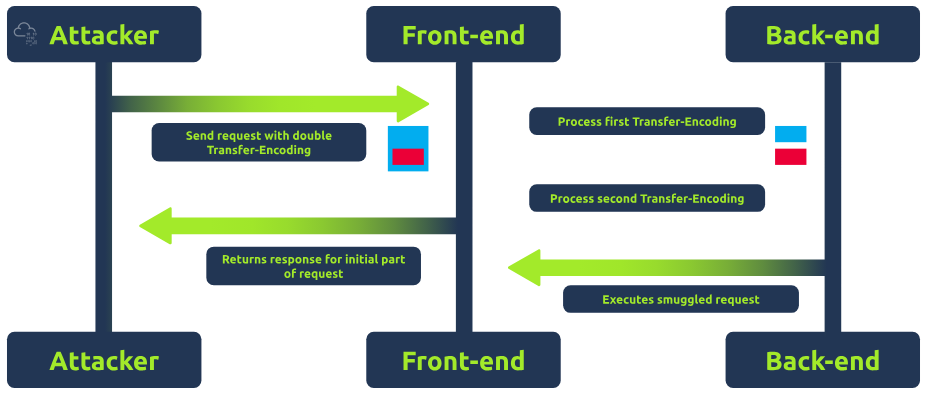 Attacker
Front-end
Back-end
Send request with double
Transfer-Encoding
Process first Transfer-Encoding
Process second Transfer-Encoding
Returns response for initial part
of request
Executes smuggled request
Attacker
Front-end
Back-end